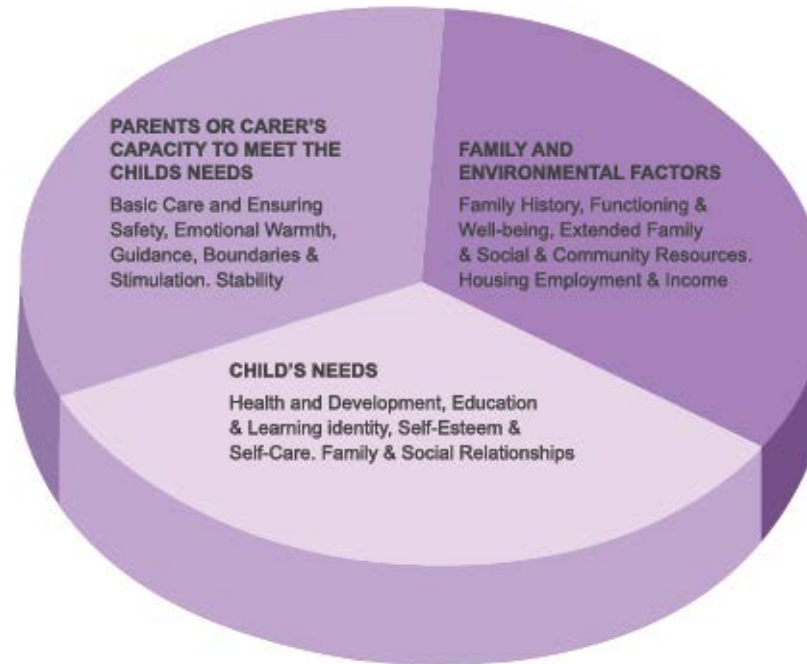 PARENTS OR CARER'S
CAPACITY TO MEET THE
CHILDS NEEDS
Basic Care and Ensuring
Safety, Emotional Warmth,
Guidance, Boundaries &
Stimulation. Stability
FAMILY AND
ENVIRONMENTAL FACTORS
Family History, Functioning &
Well-being, Extended Family
& Social & Community Resources.
Housing Employment & Income
CHILD'S NEEDS
Health and Development, Education
& Learning identity, Self-Esteem &
Self-Care. Family & Social Relationships